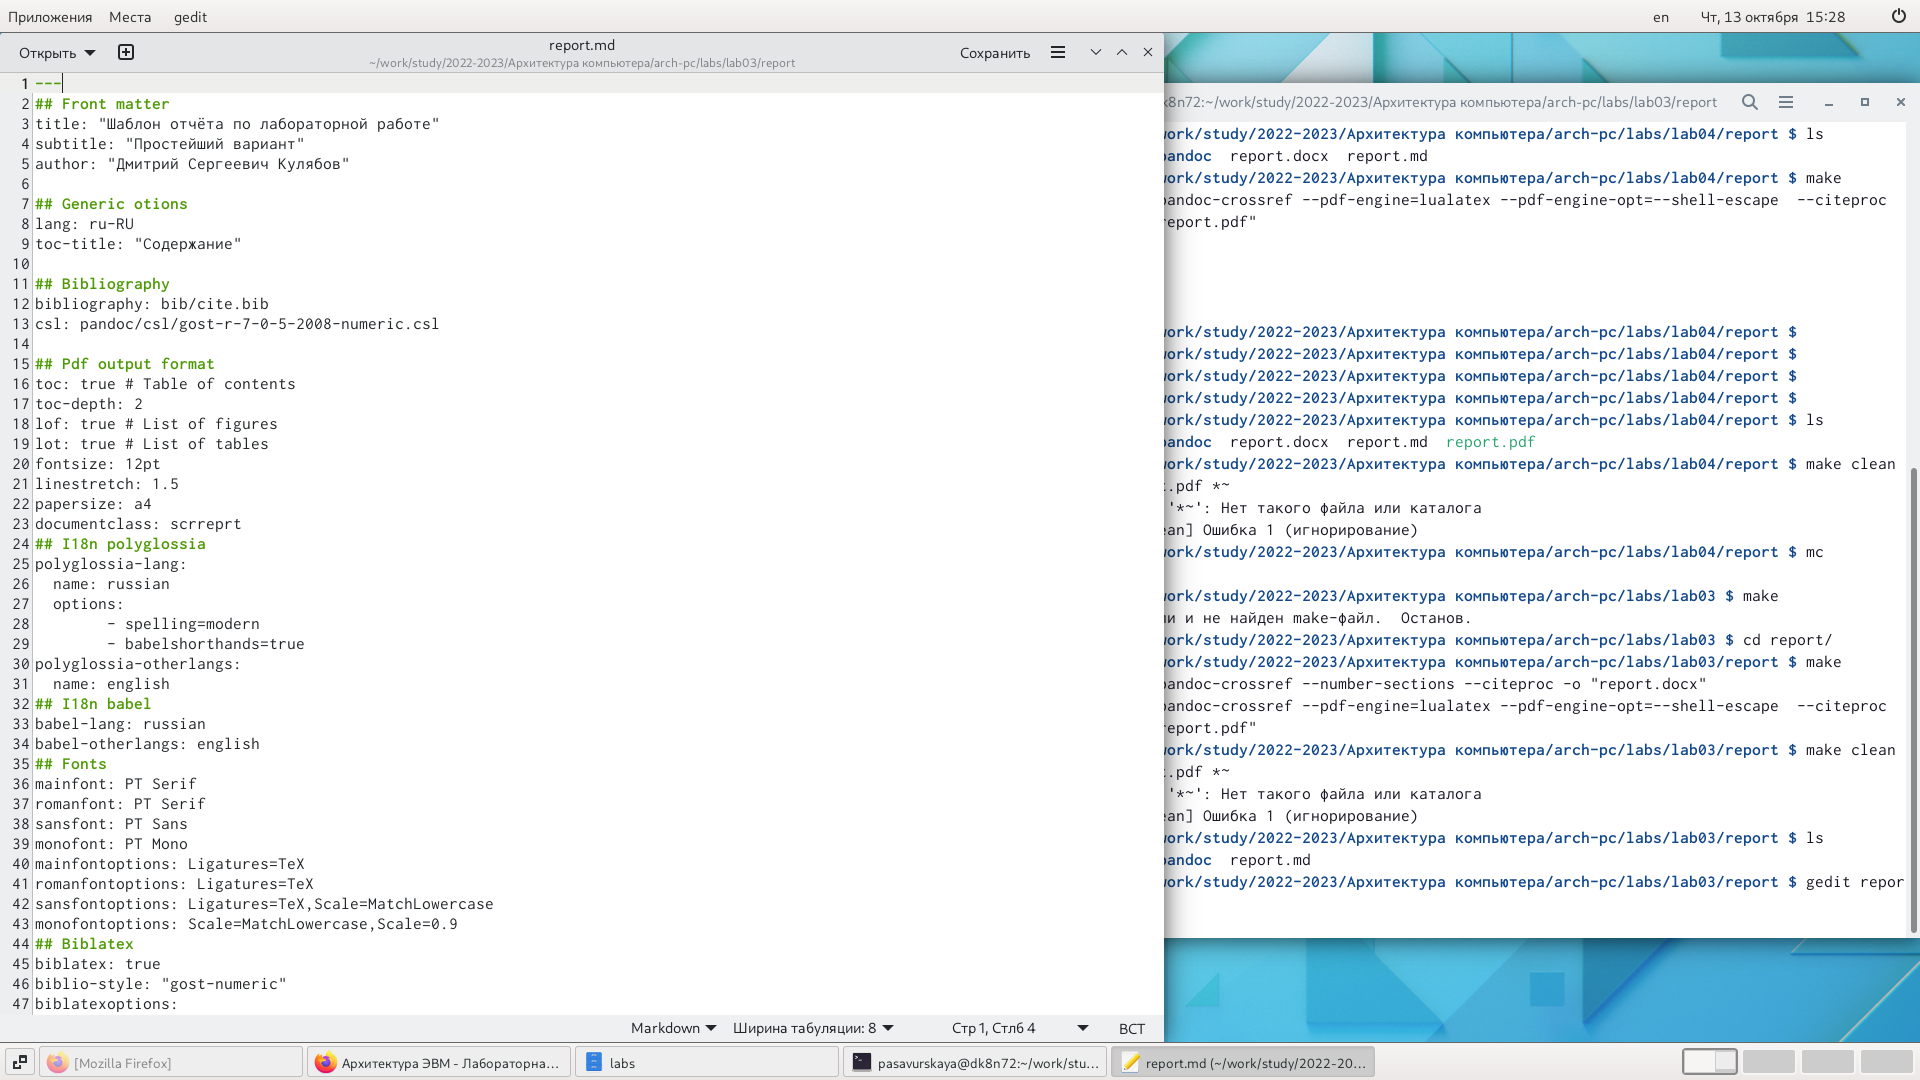 Приложения Места gedit en Чт, 13 октября 15:28
Открыть report.md Сохранить
~/work/study/2022-2023/Архитектура компьютера/arch-pc/labs/lab03/report
1 ---
2 ## Front matter
3 title: "Шаблон отчёта по лабораторной работе"
4 subtitle: "Простейший вариант"
5 author: "Дмитрий Сергеевич Кулябов"
6
7 ## Generic otions
8 lang: ru-RU
9 toc-title: "Содержание"
10
11 ## Bibliography
12 bibliography: bib/cite.bib
13 csl: pandoc/csl/gost-r-7-0-5-2008-numeric.csl
14
15 ## Pdf output format
16 toc: true # Table of contents
17 toc-depth: 2
18 lof: true # List of figures
19 lot: true # List of tables
20 fontsize: 12pt
21 linestretch: 1.5
22 papersize: a4
23 documentclass: scrreprt
24 ## I18n polyglossia
25 polyglossia-lang:
26   name: russian
27   options:
28         - spelling=modern
29         - babelshorthands=true
30 polyglossia-otherlangs:
31   name: english
32 ## I18n babel
33 babel-lang: russian
34 babel-otherlangs: english
35 ## Fonts
36 mainfont: PT Serif
37 romanfont: PT Serif
38 sansfont: PT Sans
39 monofont: PT Mono
40 mainfontoptions: Ligatures=TeX
41 romanfontoptions: Ligatures=TeX
42 sansfontoptions: Ligatures=TeX,Scale=MatchLowercase
43 monofontoptions: Scale=MatchLowercase,Scale=0.9
44 ## Biblatex
45 biblatex: true
46 biblio-style: "gost-numeric"
47 biblatexoptions:
Markdown Ширина табуляции: 8 Стр 1, Стлб 4 ВСТ
k8n72:~/work/study/2022-2023/Архитектура компьютера/arch-pc/labs/lab03/report
work/study/2022-2023/Архитектура компьютера/arch-pc/labs/lab04/report $ ls
pandoc report.docx report.md
work/study/2022-2023/Архитектура компьютера/arch-pc/labs/lab04/report $ make
pandoc-crossref --pdf-engine=lualatex --pdf-engine-opt=--shell-escape --citeproc
report.pdf"
work/study/2022-2023/Архитектура компьютера/arch-pc/labs/lab04/report $
work/study/2022-2023/Архитектура компьютера/arch-pc/labs/lab04/report $
work/study/2022-2023/Архитектура компьютера/arch-pc/labs/lab04/report $
work/study/2022-2023/Архитектура компьютера/arch-pc/labs/lab04/report $
work/study/2022-2023/Архитектура компьютера/arch-pc/labs/lab04/report $ ls
pandoc report.docx report.md report.pdf
work/study/2022-2023/Архитектура компьютера/arch-pc/labs/lab04/report $ make clean
.pdf *~
'*~': Нет такого файла или каталога
ean] Ошибка 1 (игнорирование)
work/study/2022-2023/Архитектура компьютера/arch-pc/labs/lab04/report $ mc
work/study/2022-2023/Архитектура компьютера/arch-pc/labs/lab03 $ make
ли и не найден make-файл. Останов.
work/study/2022-2023/Архитектура компьютера/arch-pc/labs/lab03 $ cd report/
work/study/2022-2023/Архитектура компьютера/arch-pc/labs/lab03/report $ make
pandoc-crossref --number-sections --citeproc -o "report.docx"
pandoc-crossref --pdf-engine=lualatex --pdf-engine-opt=--shell-escape --citeproc
report.pdf"
work/study/2022-2023/Архитектура компьютера/arch-pc/labs/lab03/report $ make clean
.pdf *~
'*~': Нет такого файла или каталога
ean] Ошибка 1 (игнорирование)
work/study/2022-2023/Архитектура компьютера/arch-pc/labs/lab03/report $ ls
pandoc report.md
work/study/2022-2023/Архитектура компьютера/arch-pc/labs/lab03/report $ gedit repor
[Mozilla Firefox] Архитектура ЭВМ - Лабораторна... labs pasavurskaya@dk8n72:~/work/stu... report.md (~/work/study/2022-20...